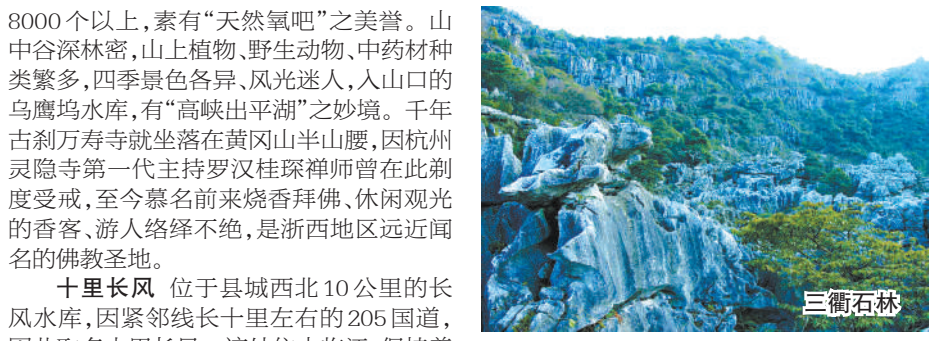 8000个以上，素有“天然氧吧”之美誉。山
中谷深林密，山上植物、野生动物、中药材种
类繁多，四季景色各异、风光迷人，入山口的
乌鹰坞水库，有“高峡出平湖”之妙境。千年
古刹万寿寺就坐落在黄冈山半山腰，因杭州
灵隐寺第一代主持罗汉桂琛禅师曾在此剃
度受戒，至今慕名前来烧香拜佛、休闲观光
的香客、游人络绎不绝，是浙西地区远近闻
名的佛教圣地。
十里长风 位于县城西北10公里的长
风水库，因紧邻线长十里左右的205国道，
三衢石林